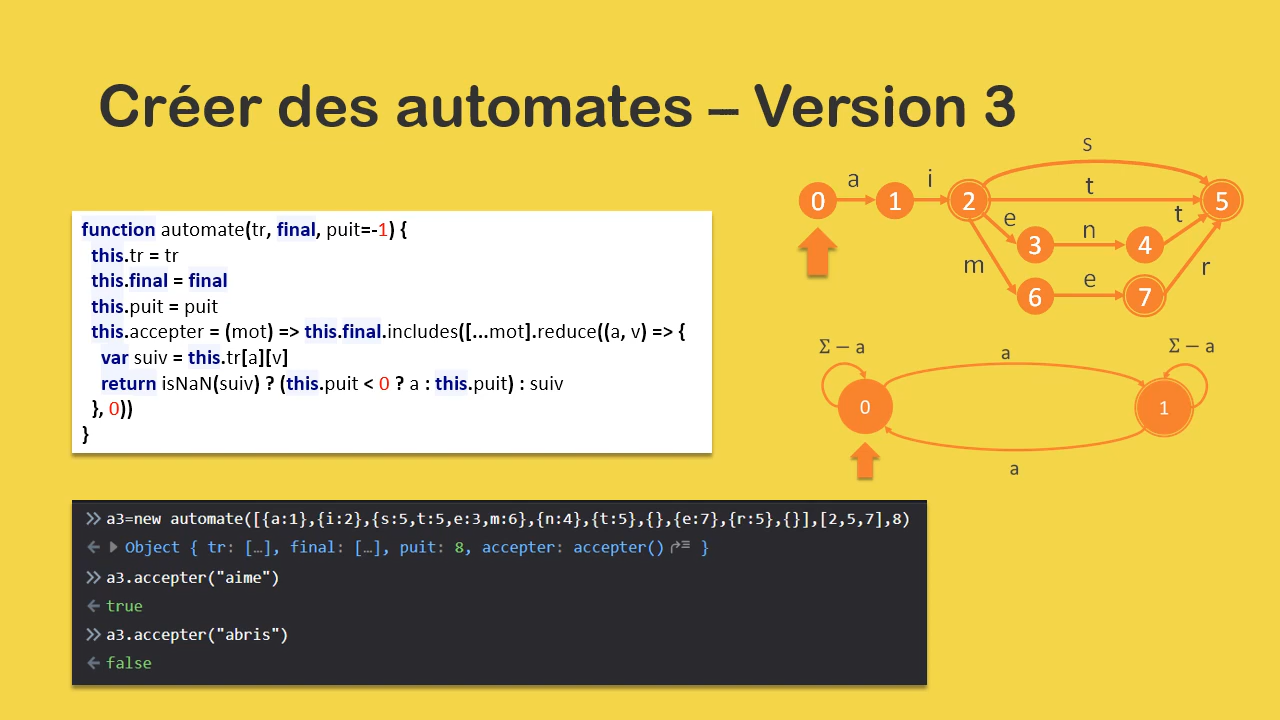 Créer des automates – Version 3
function automate(tr, final, puit=-1) {
this.tr = tr
this.final = final
this.puit = puit
this.accepter = (mot) => this.final.includes([...mot].reduce((a, v) => {
var suiv = this.tr[a][v]
return isNaN(suiv) ? (this.puit < 0 ? a : this.puit) : suiv
}, 0))
}
s
a i t
0 1 2 5
e n t
3 4
m e r
6 7
Σ − a a Σ − a
0 1
a
>> a3=new automate([{a:1},{i:2},{s:5,t:5,e:3,m:6},{n:4},{t:5},{},{e:7},{r:5},{}],[2,5,7],8)
← ▶ Object { tr: […], final: […], puit: 8, accepter: accepter() }
>> a3.accepter("aime")
← true
>> a3.accepter("abris")
← false